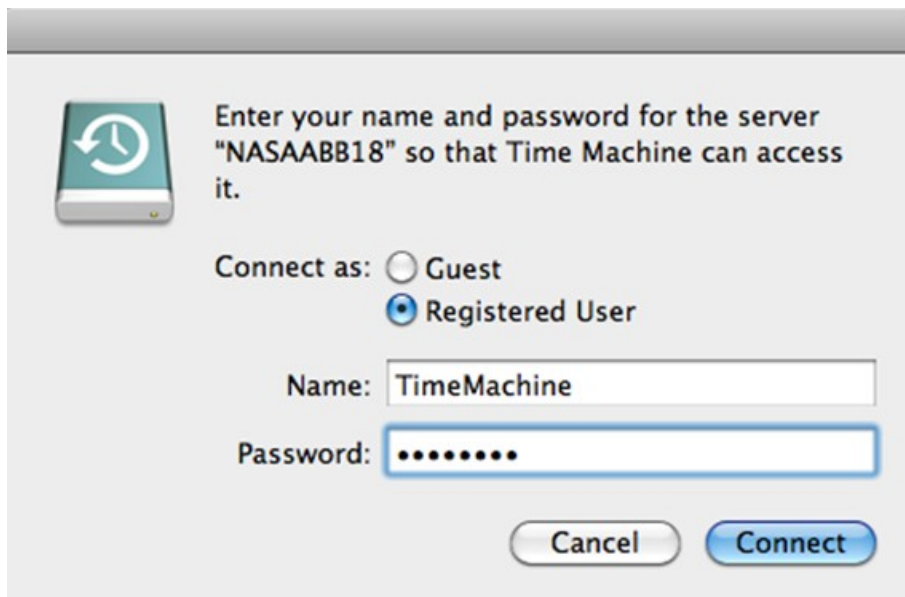 Enter your name and password for the server
“NASAABB18” so that Time Machine can access
it.
Connect as: Guest
Registered User
Name: TimeMachine
Password: ••••••••
Cancel Connect